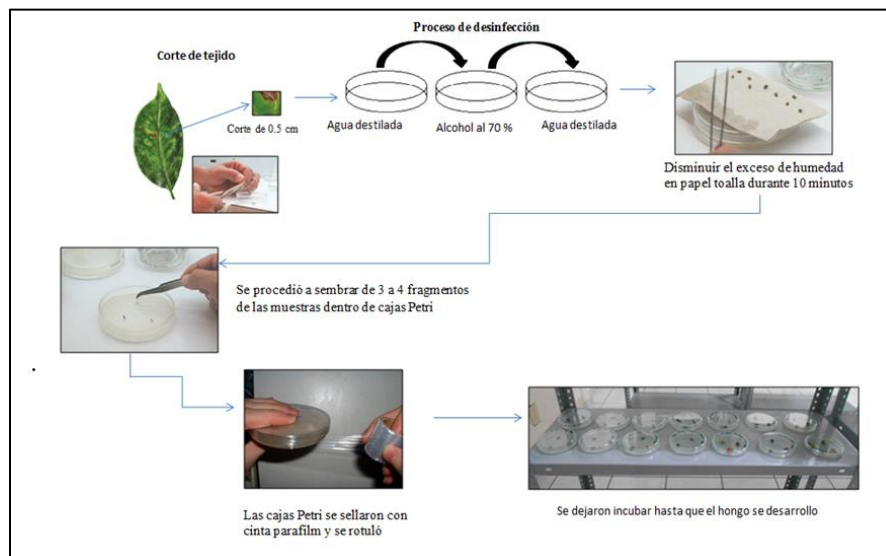 Proceso de desinfección
Corte de tejido
Corte de 0.5 cm
Agua destilada
Alcohol al 70 %
Agua destilada
Disminuir el exceso de humedad
en papel toalla durante 10 minutos
Se procedió a sembrar de 3 a 4 fragmentos
de las muestras dentro de cajas Petri
.
Las cajas Petri se sellaron con
cinta parafilm y se rotuló
Se dejaron incubar hasta que el hongo se desarrollo